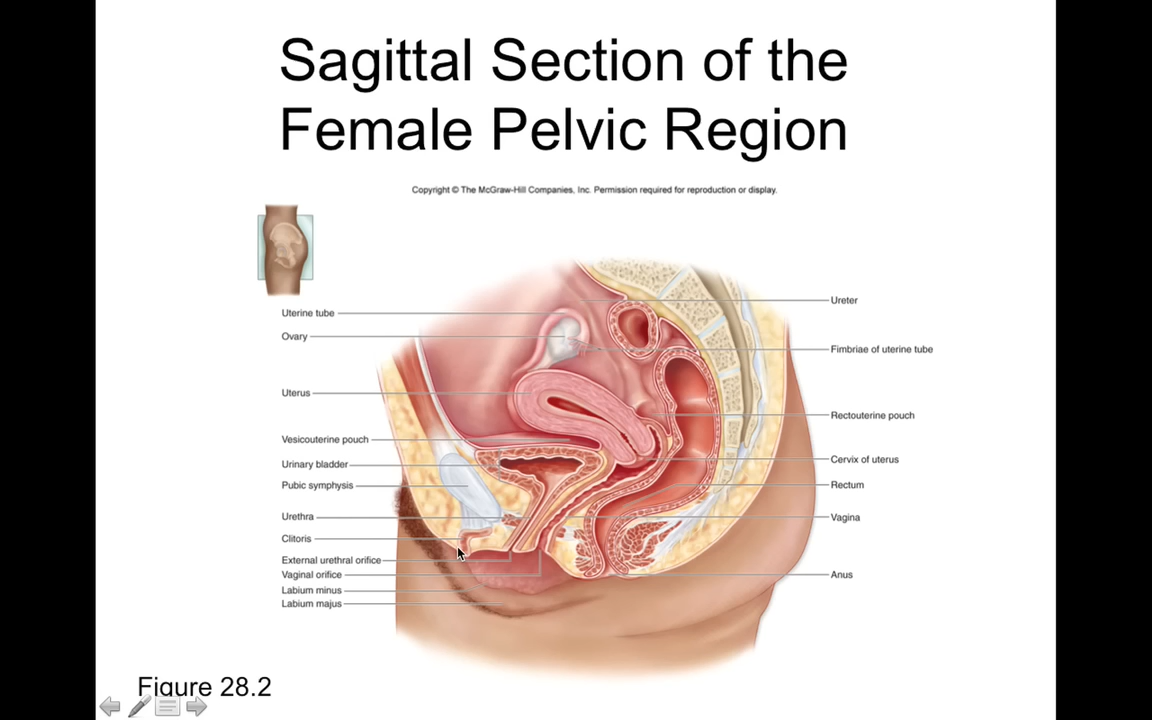 Sagittal Section of the
Female Pelvic Region
Copyright © The McGraw-Hill Companies, Inc. Permission required for reproduction or display.
Uterine tube
Ovary
Uterus
Vesicouterine pouch
Urinary bladder
Pubic symphysis
Urethra
Clitoris
External urethral orifice
Vaginal orifice
Labium minus
Labium majus
Ureter
Fimbriae of uterine tube
Rectouterine pouch
Cervix of uterus
Rectum
Vagina
Anus
Figure 28.2